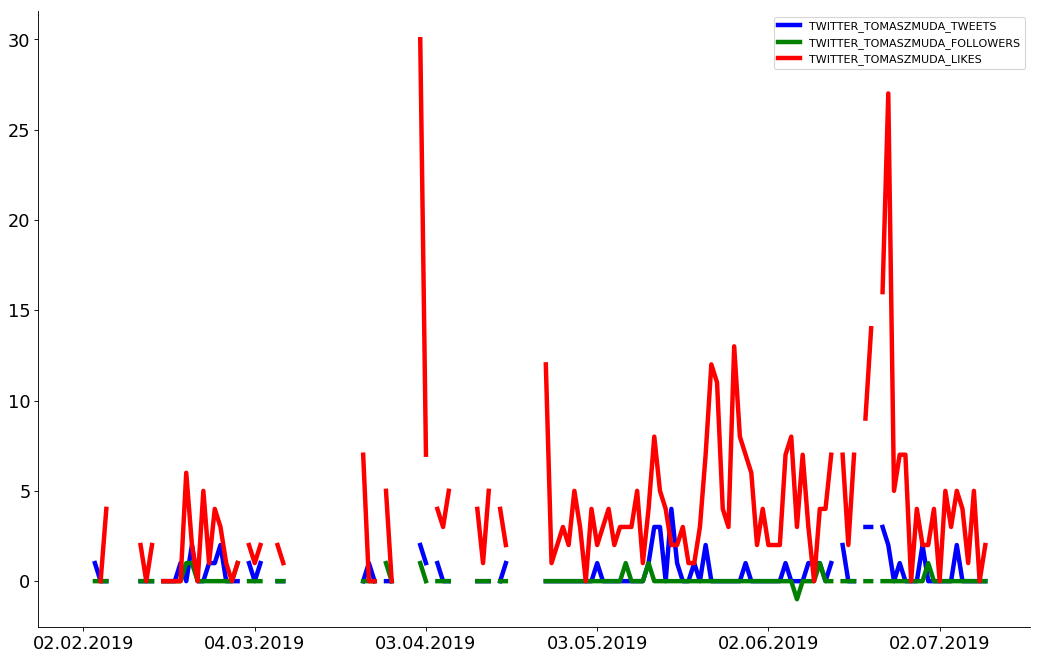 TWITTER_TOMASZMUDA_TWEETS
TWITTER_TOMASZMUDA_FOLLOWERS
TWITTER_TOMASZMUDA_LIKES
30
25
20
15
10
5
0
02.02.2019 04.03.2019 03.04.2019 03.05.2019 02.06.2019 02.07.2019